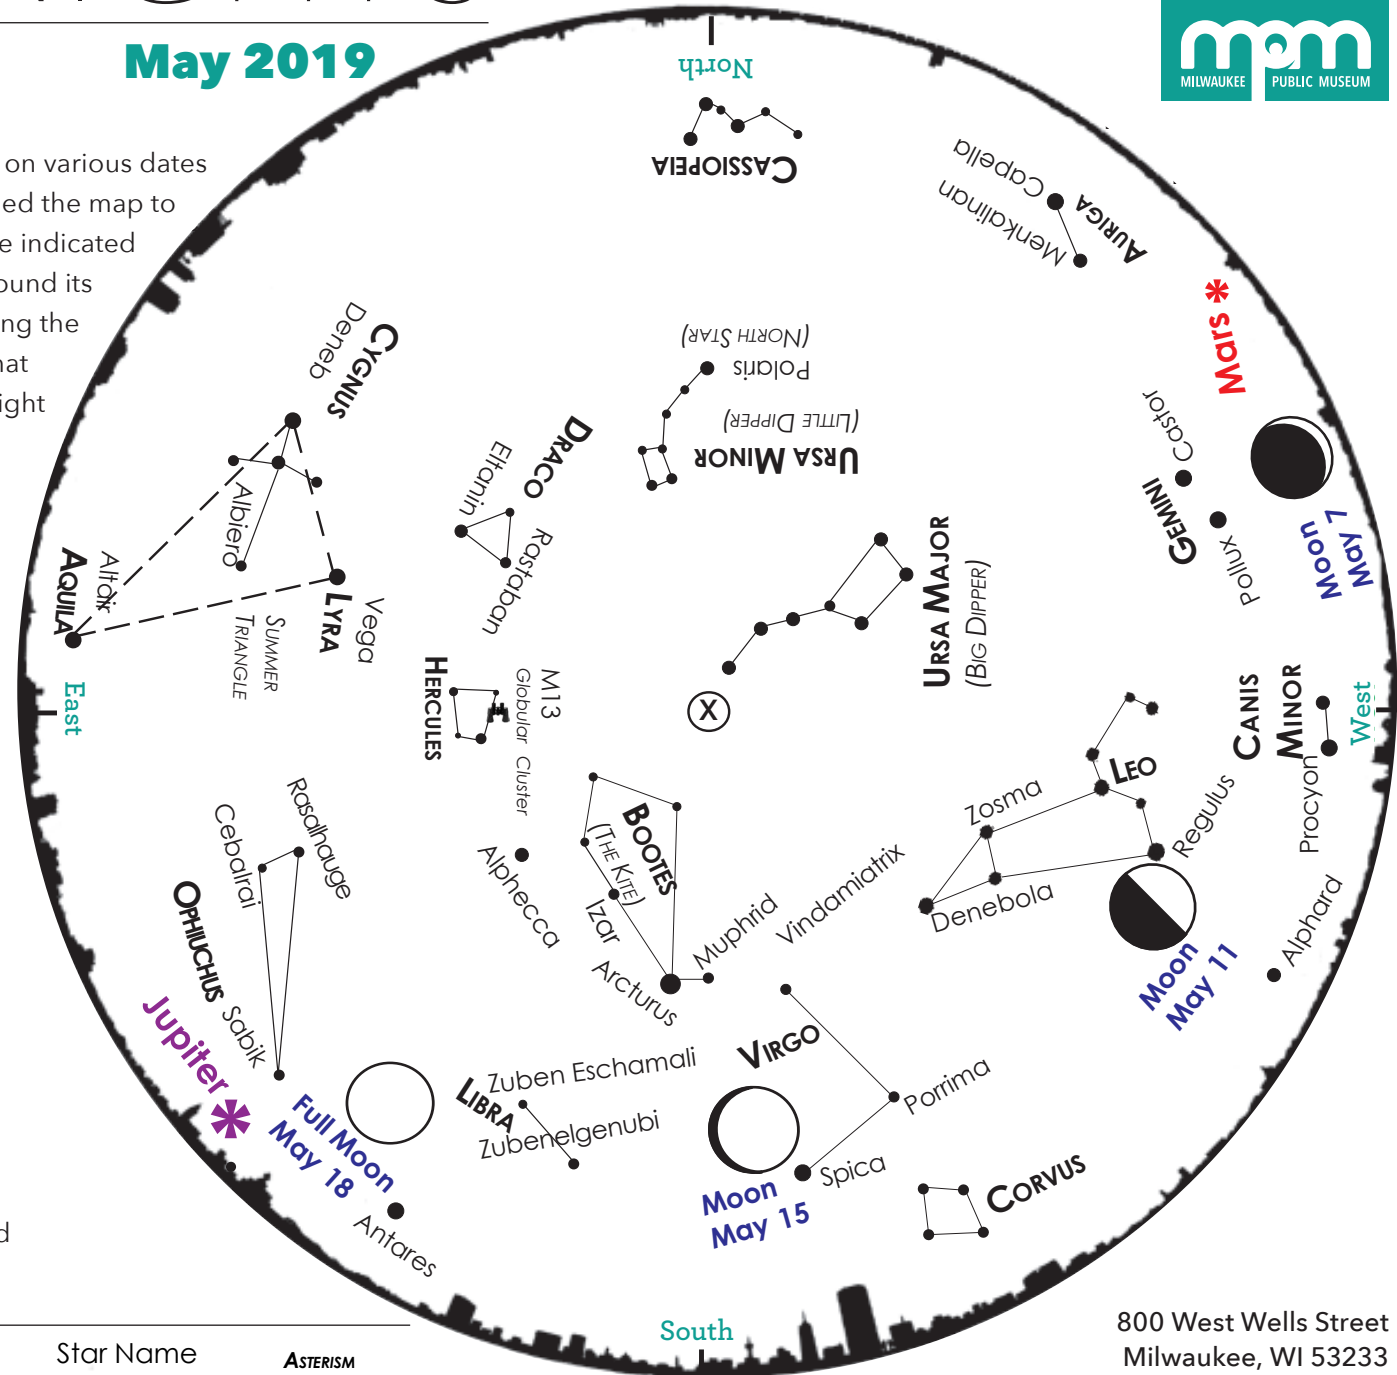 May 2019
mpm
MILWAUKEE PUBLIC MUSEUM
on various dates
ed the map to
e indicated
ound its
ng the
hat
ight
North
CASSIOPEIA
Capella
Menkalinan
AURIGA
Mars
Castor
Pollux
GEMINI
Moon
May 7
Deneb
CYGNUS
Albiero
Altair
AQUILA
Vega
LYRA
SUMMER
TRIANGLE
Eltanin
DRACO
Rastaban
(NORTH STAR)
Polaris
(LITTLE DIPPER)
URSA MINOR
URSA MAJOR
(BIG DIPPER)
East
HERCULES
M13
Globular Cluster
X
CANIS
MINOR
Procyon
West
LEO
Zosma
Regulus
Denebola
Moon
May 11
Alphard
Rasalhauge
Cebalrai
OPHIUCHUS
Sabik
Jupiter
Alphecca
BOOTES
(THE KITE)
Izar
Arcturus
Muphrid
Vindamiatrix
VIRGO
Porrima
Spica
Moon
May 15
LIBRA
Zuben Eschamali
Zubenelgenubi
Full Moon
May 18
Antares
CORVUS
South
d
Star Name
ASTERISM
800 West Wells Street
Milwaukee, WI 53233